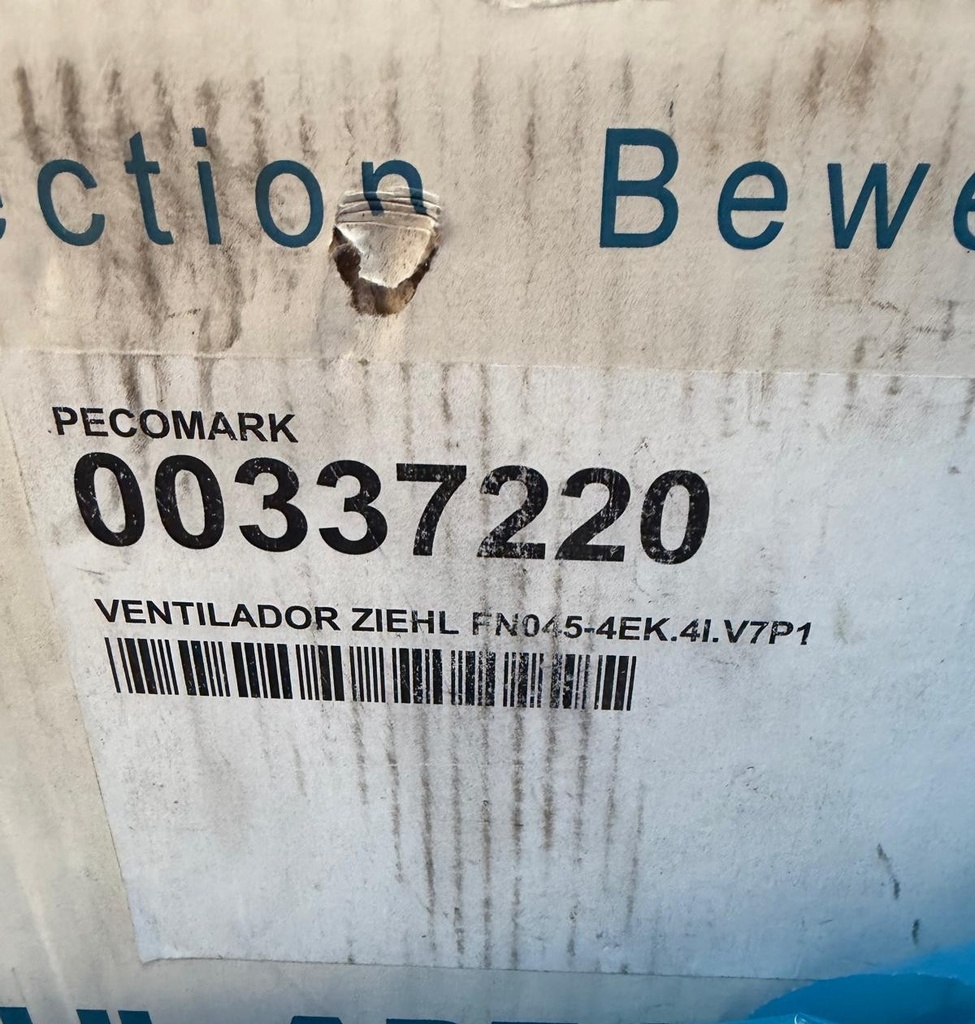 ection Bewe
PECOMARK
00337220
VENTILADOR ZIEHL FN045-4EK.4I.V7P1